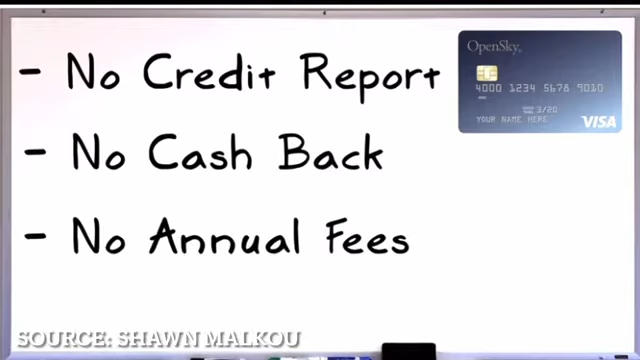 - No Credit Report
- No Cash Back
- No Annual Fees
OpenSky
4000 1234 5678 9010
3/20
YOUR NAME HERE
VISA
SOURCE: SHAWN MALKOU